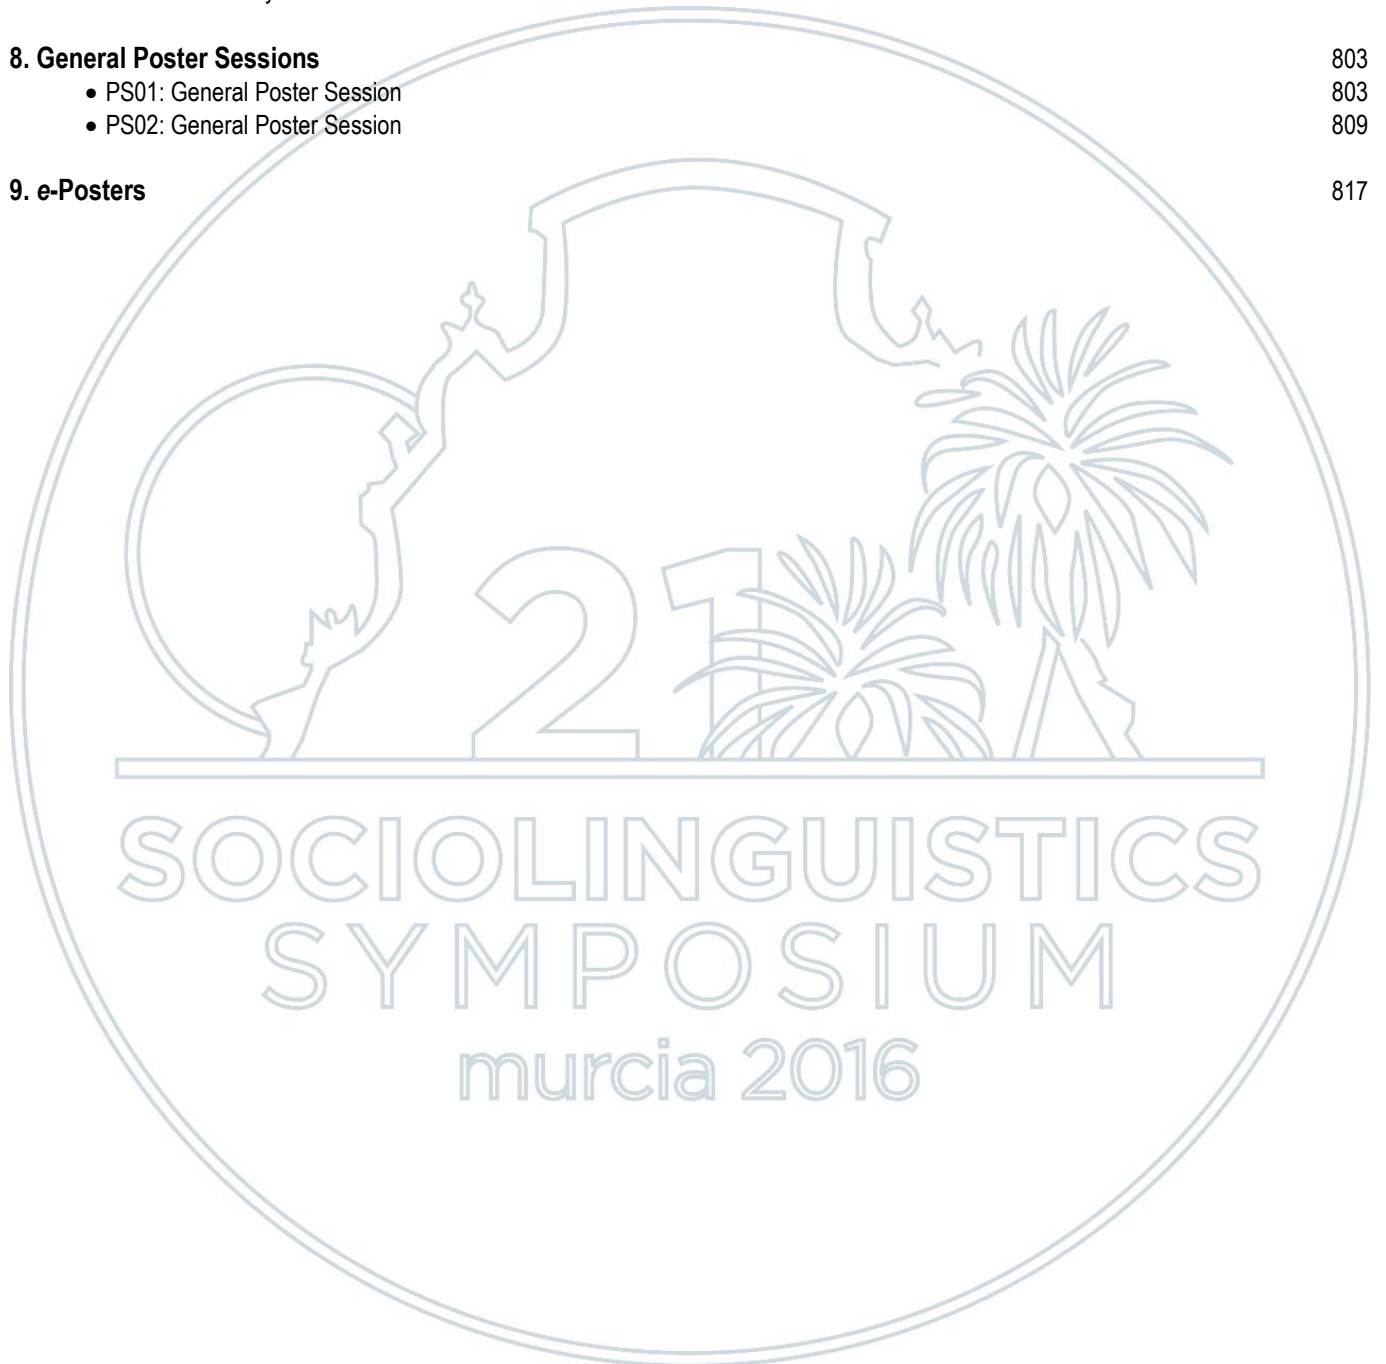 8. General Poster Sessions 803
• PS01: General Poster Session 803
• PS02: General Poster Session 809
9. e-Posters 817
21
SOCIOLINGUISTICS
SYMPOSIUM
murcia 2016